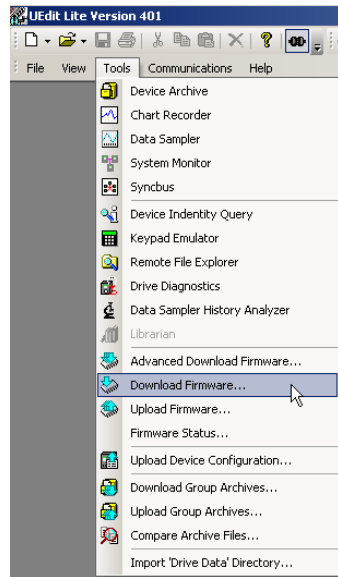 UEdit Lite Version 401
File View Tools Communications Help
Device Archive
Chart Recorder
Data Sampler
System Monitor
Syncbus
Device Indentity Query
Keypad Emulator
Remote File Explorer
Drive Diagnostics
Data Sampler History Analyzer
Librarian
Advanced Download Firmware...
Download Firmware...
Upload Firmware...
Firmware Status...
Upload Device Configuration...
Download Group Archives...
Upload Group Archives...
Compare Archive Files...
Import 'Drive Data' Directory...